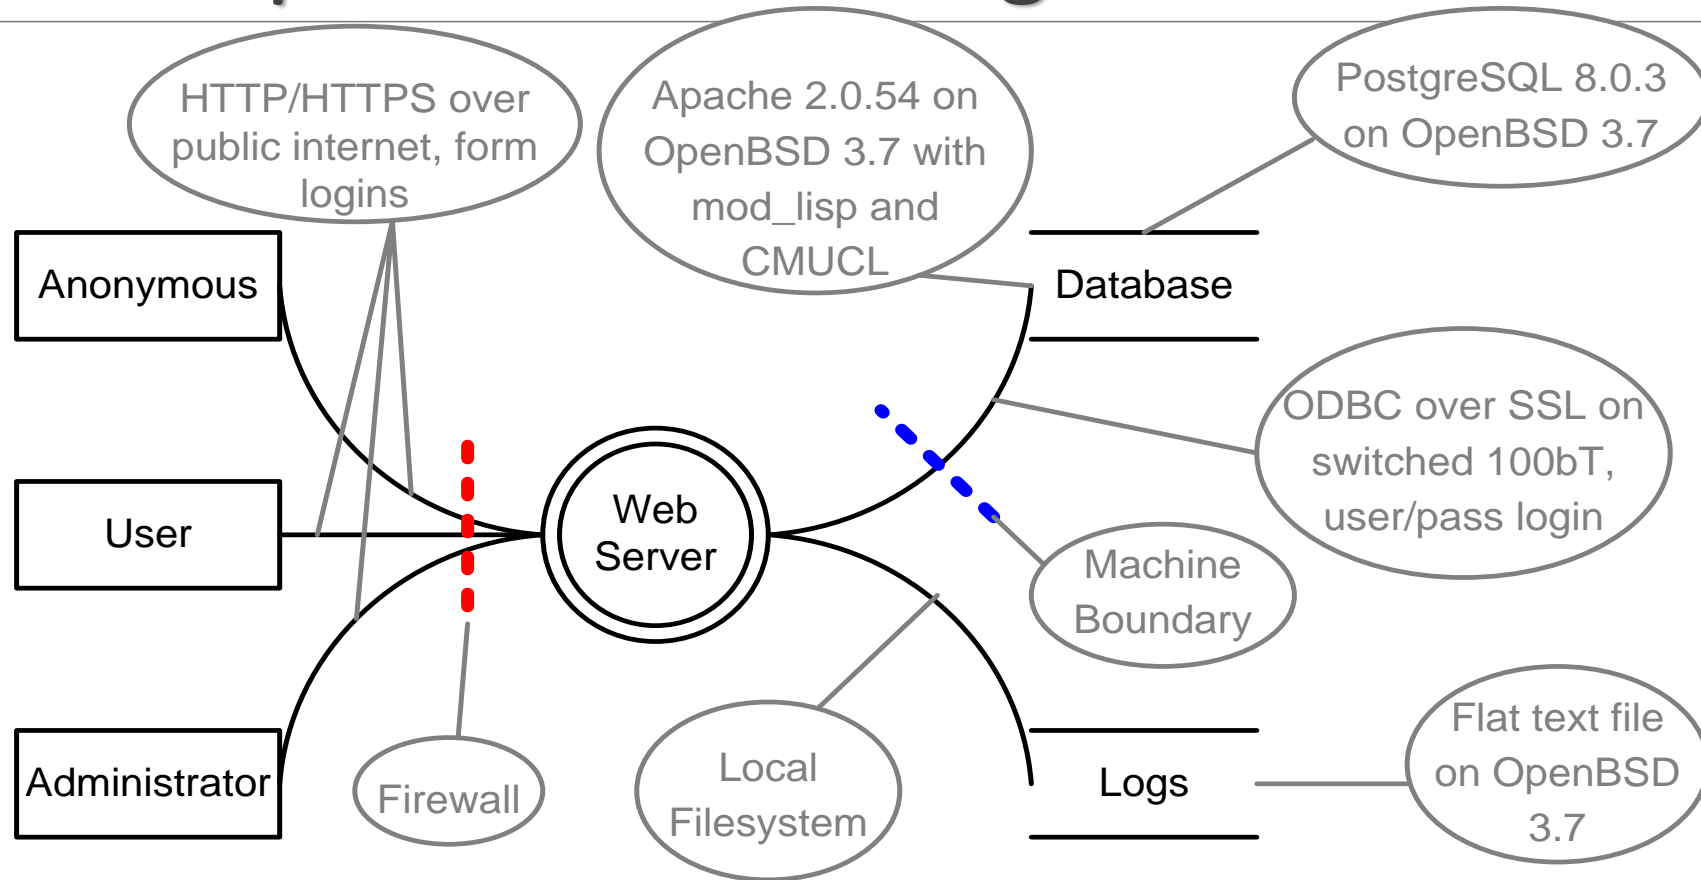 HTTP/HTTPS over
public internet, form
logins
Apache 2.0.54 on
OpenBSD 3.7 with
mod_lisp and
CMUCL
PostgreSQL 8.0.3
on OpenBSD 3.7
Anonymous
Database
ODBC over SSL on
switched 100bT,
user/pass login
User
Web
Server
Machine
Boundary
Administrator
Firewall
Local
Filesystem
Logs
Flat text file
on OpenBSD
3.7